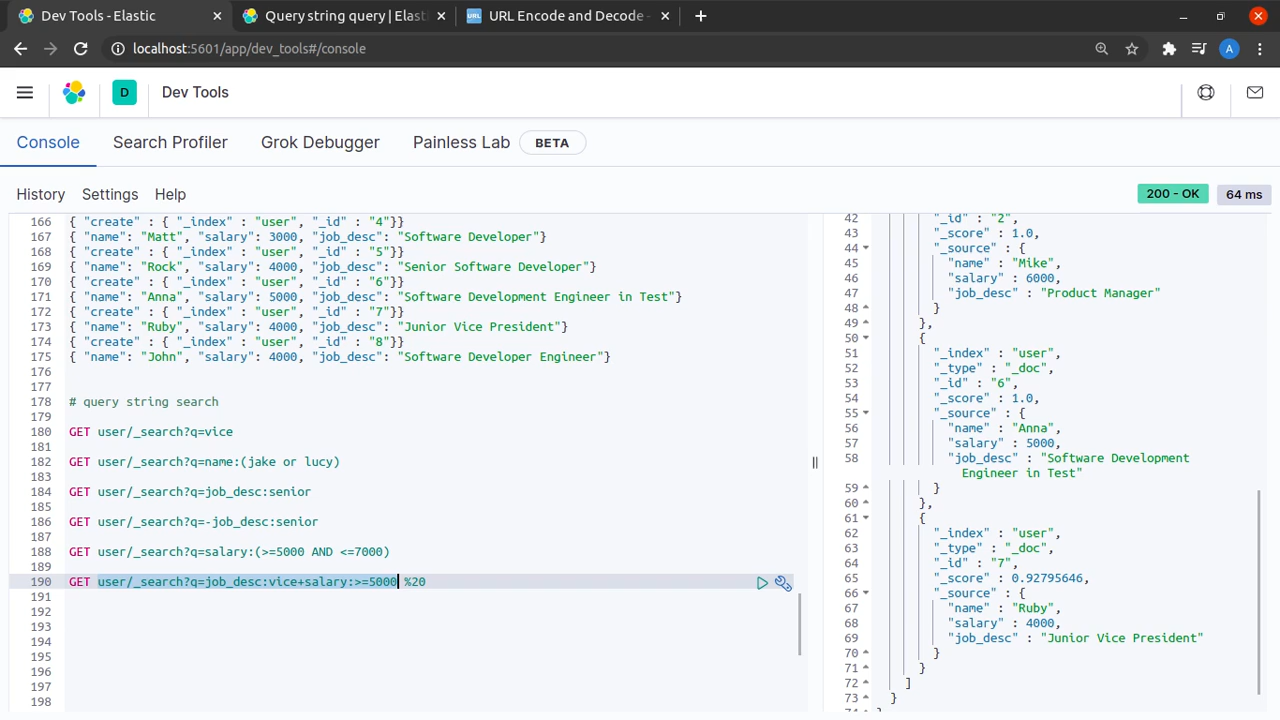 Dev Tools - Elastic
Query string query | Elasti
URL Encode and Decode -
localhost:5601/app/dev_tools#/console
A
D
Dev Tools
Console
Search Profiler
Grok Debugger
Painless Lab
BETA
History
Settings
Help
200 - OK
64 ms
166 { "create" : { "_index" : "user", "_id" : "4"}}
167 { "name": "Matt", "salary": 3000, "job_desc": "Software Developer"}
168 { "create" : { "_index" : "user", "_id" : "5"}}
169 { "name": "Rock", "salary": 4000, "job_desc": "Senior Software Developer"}
170 { "create" : { "_index" : "user", "_id" : "6"}}
171 { "name": "Anna", "salary": 5000, "job_desc": "Software Development Engineer in Test"}
172 { "create" : { "_index" : "user", "_id" : "7"}}
173 { "name": "Ruby", "salary": 4000, "job_desc": "Junior Vice President"}
174 { "create" : { "_index" : "user", "_id" : "8"}}
175 { "name": "John", "salary": 4000, "job_desc": "Software Developer Engineer"}
176
177
178 # query string search
179
180 GET user/_search?q=vice
181
182 GET user/_search?q=name:(jake or lucy)
183
184 GET user/_search?q=job_desc:senior
185
186 GET user/_search?q=-job_desc:senior
187
188 GET user/_search?q=salary:(>=5000 AND <=7000)
189
190 GET user/_search?q=job_desc:vice+salary:>=5000 %20
191
192
193
194
195
196
197
198
42 "_id" : "2",
43 "_score" : 1.0,
44 "_source" : {
45 "name" : "Mike",
46 "salary" : 6000,
47 "job_desc" : "Product Manager"
48 }
49 },
50 {
51 "_index" : "user",
52 "_type" : "_doc",
53 "_id" : "6",
54 "_score" : 1.0,
55 "_source" : {
56 "name" : "Anna",
57 "salary" : 5000,
58 "job_desc" : "Software Development
Engineer in Test"
59 }
60 },
61 {
62 "_index" : "user",
63 "_type" : "_doc",
64 "_id" : "7",
65 "_score" : 0.92795646,
66 "_source" : {
67 "name" : "Ruby",
68 "salary" : 4000,
69 "job_desc" : "Junior Vice President"
70 }
71 }
72 ]
73 }